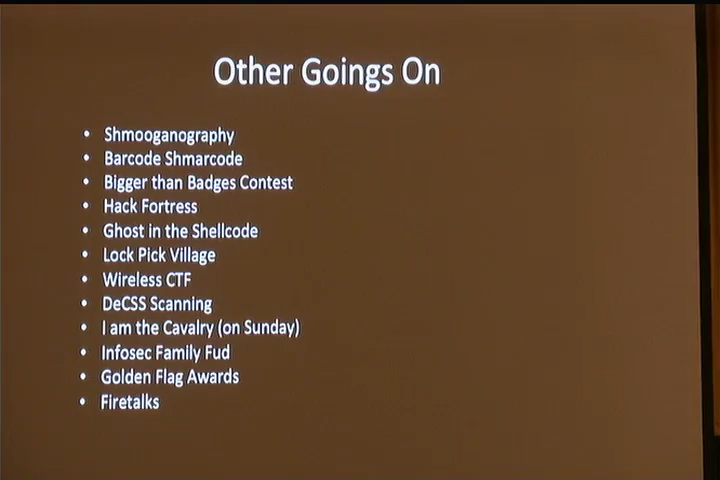 Other Goings On
• Shmooganography
• Barcode Shmarcode
• Bigger than Badges Contest
• Hack Fortress
• Ghost in the Shellcode
• Lock Pick Village
• Wireless CTF
• DeCSS Scanning
• I am the Cavalry (on Sunday)
• Infosec Family Fud
• Golden Flag Awards
• Firetalks